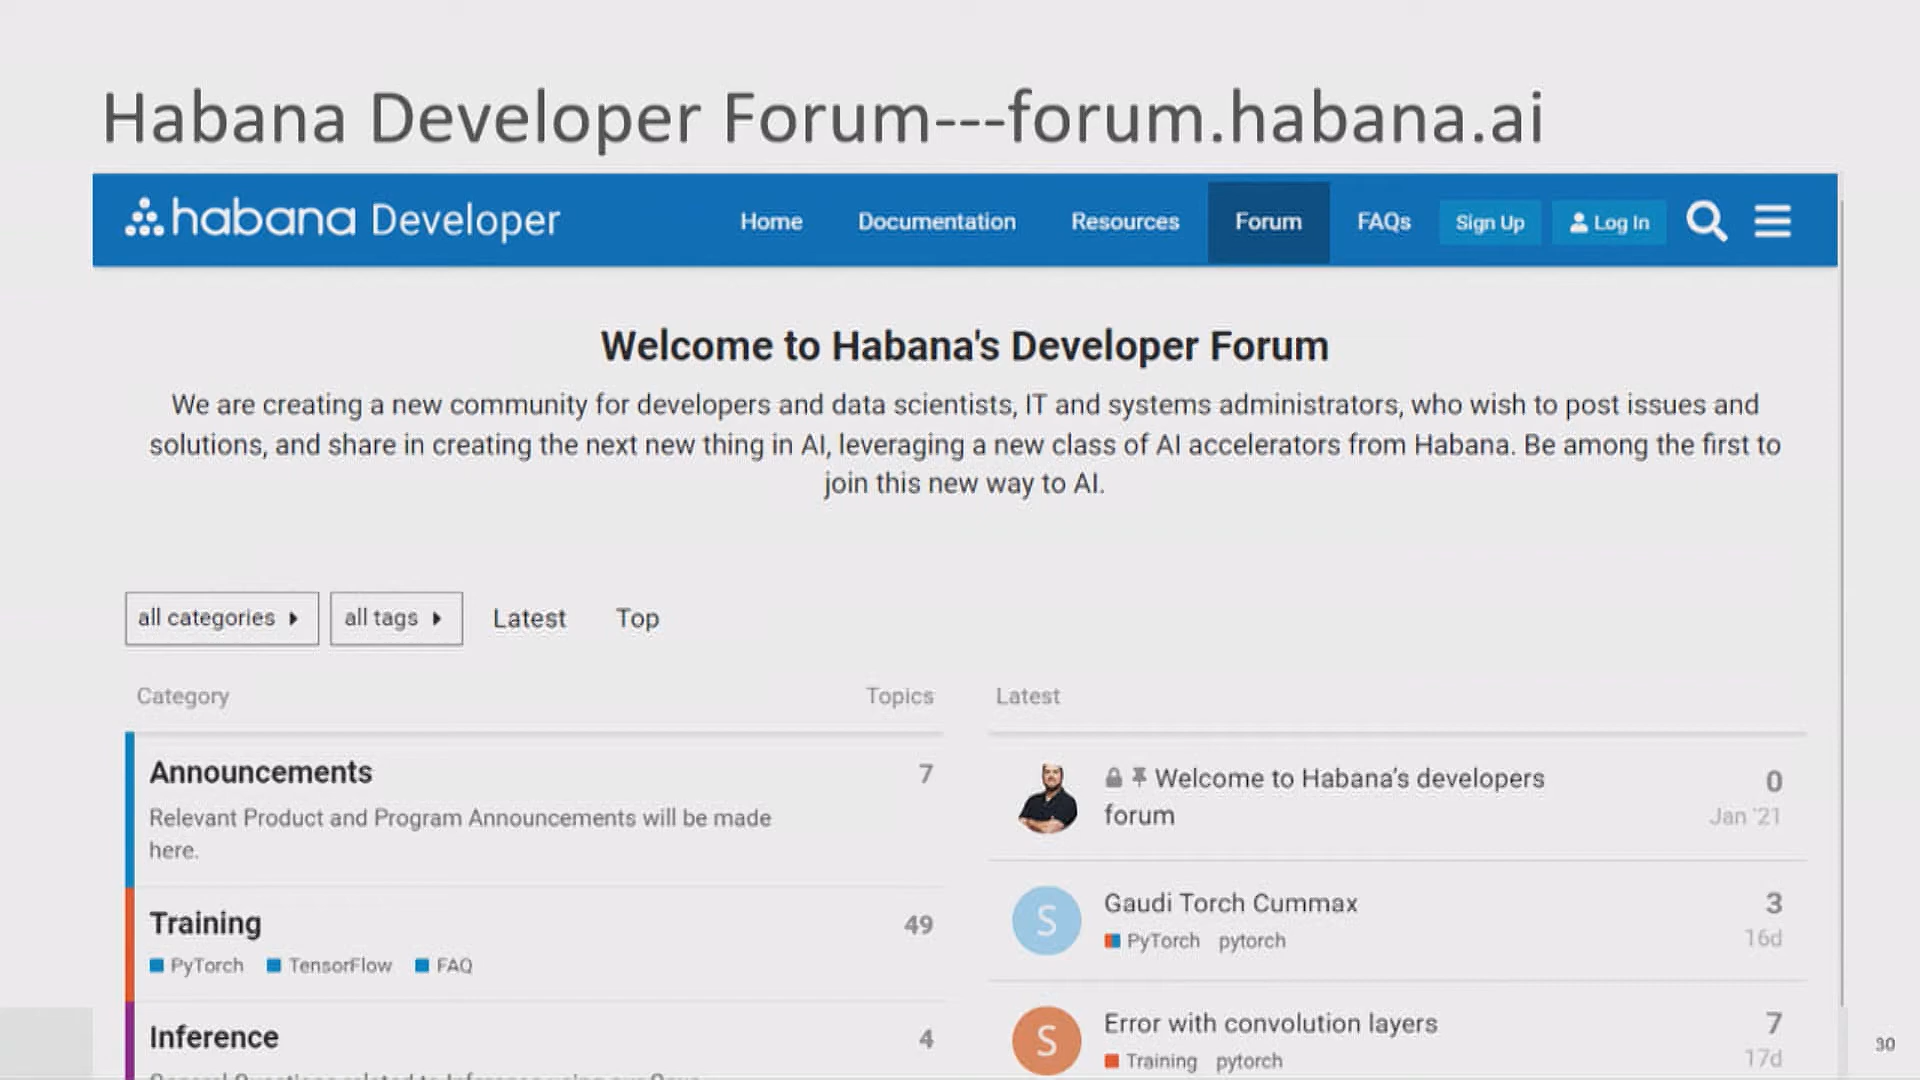 Habana Developer Forum---forum.habana.ai
habana Developer
Home Documentation Resources Forum FAQs Sign Up Log In
Welcome to Habana's Developer Forum
We are creating a new community for developers and data scientists, IT and systems administrators, who wish to post issues and
solutions, and share in creating the next new thing in AI, leveraging a new class of AI accelerators from Habana. Be among the first to
join this new way to AI.
all categories all tags Latest Top
Category Topics
Announcements 7
Relevant Product and Program Announcements will be made
here.
Training 49
PyTorch TensorFlow FAQ
Inference 4
Latest
Welcome to Habana's developers 0
forum Jan '21
S Gaudi Torch Cummax 3
PyTorch pytorch 16d
S Error with convolution layers 7
Training pytorch 17d
30